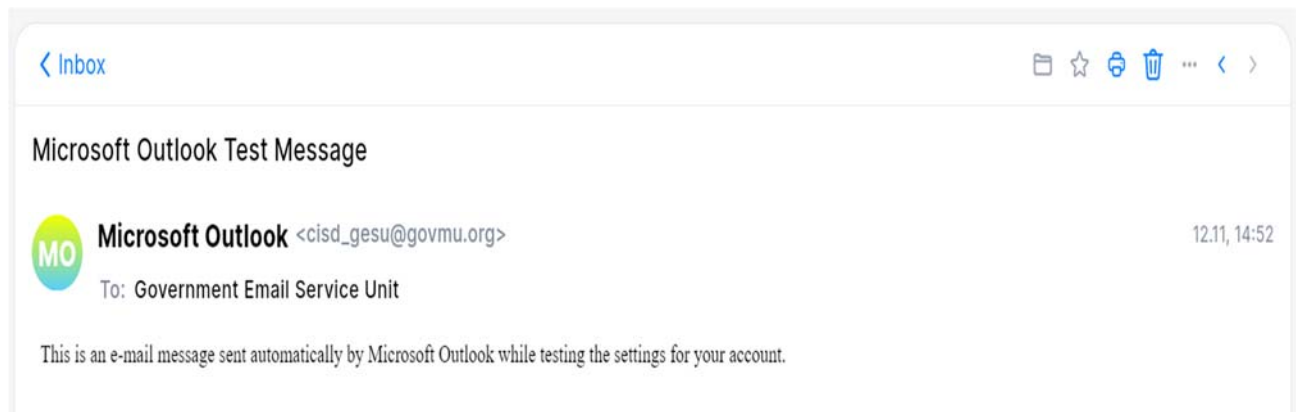 Inbox
Microsoft Outlook Test Message
MO
Microsoft Outlook <cisd_gesu@govmu.org>
12.11, 14:52
To: Government Email Service Unit
This is an e-mail message sent automatically by Microsoft Outlook while testing the settings for your account.